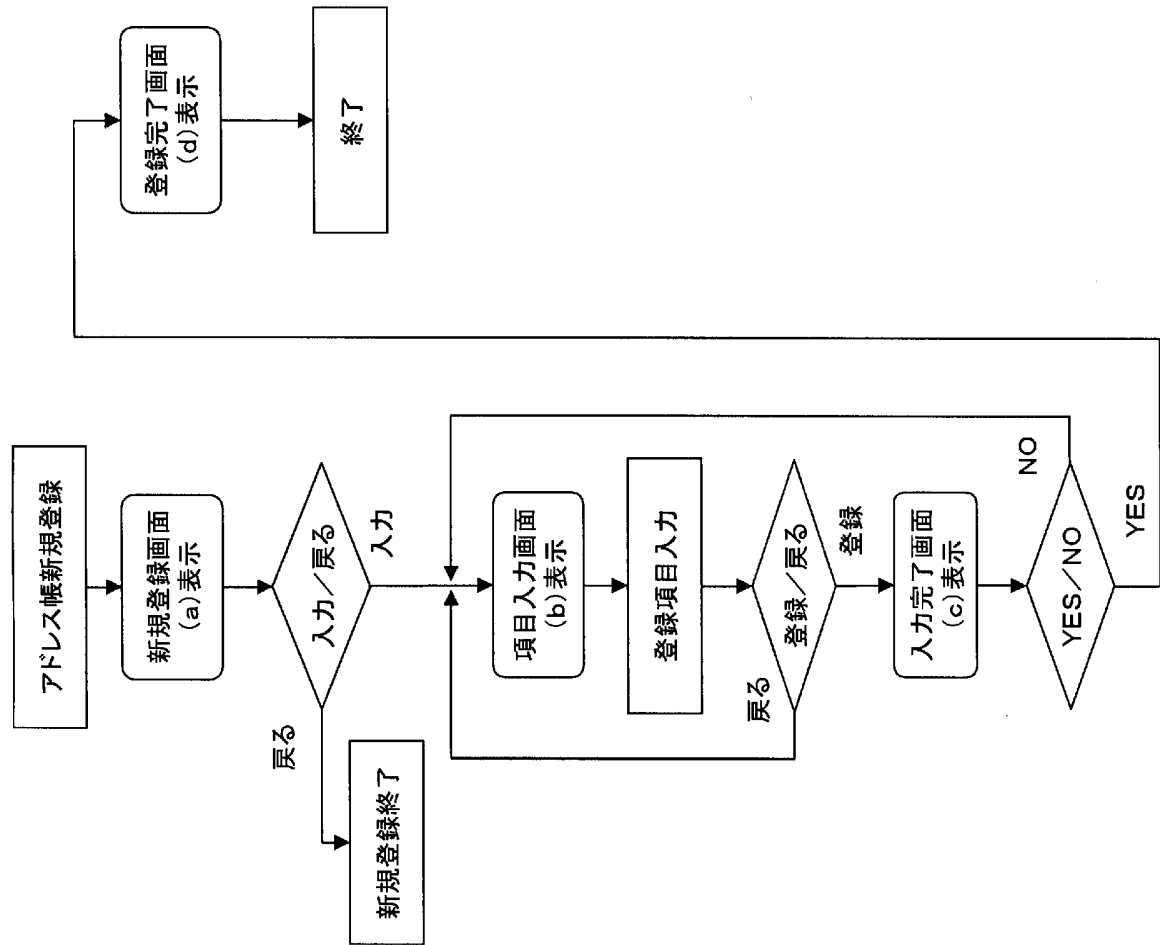 アドレス帳新規登録
新規登録画面
(a)表示
入力/戻る
戻る
入力
新規登録終了
項目入力画面
(b)表示
登録項目入力
登録/戻る
戻る
登録
入力完了画面
(c)表示
YES/NO
NO
YES
登録完了画面
(d)表示
終了